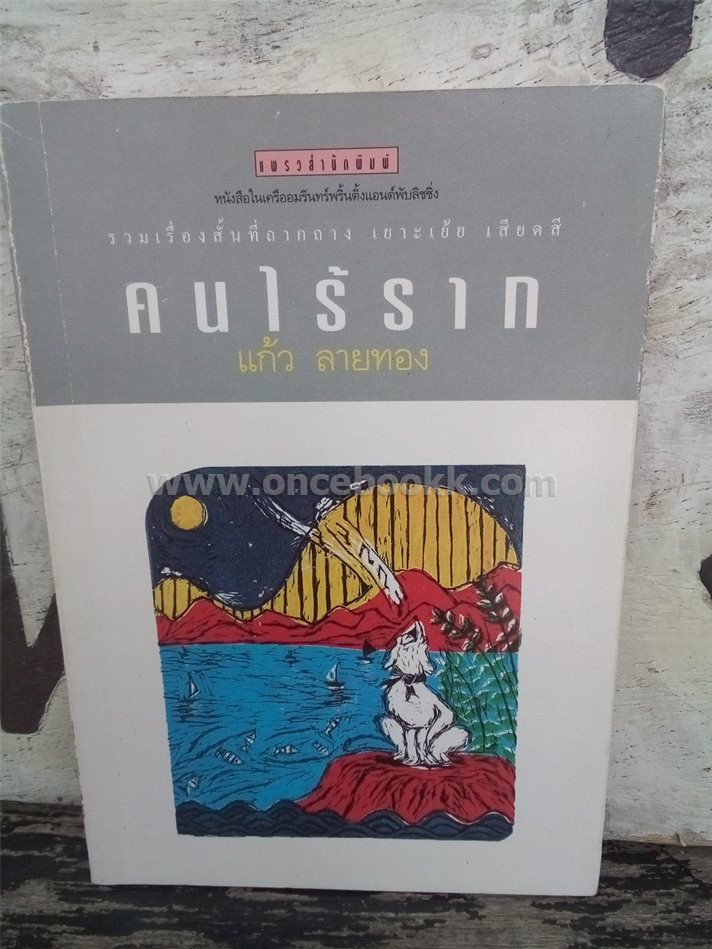 แพรวสำนักพิมพ์
หนังสือในเครืออมรินทร์พริ้นติ้งแอนด์พับลิชชิ่ง
รวมเรื่องสั้นที่ถากถาง เยาะเย้ย เสียดสี
คนไร้ราก
แก้ว ลายทอง
www.oncebookk.com